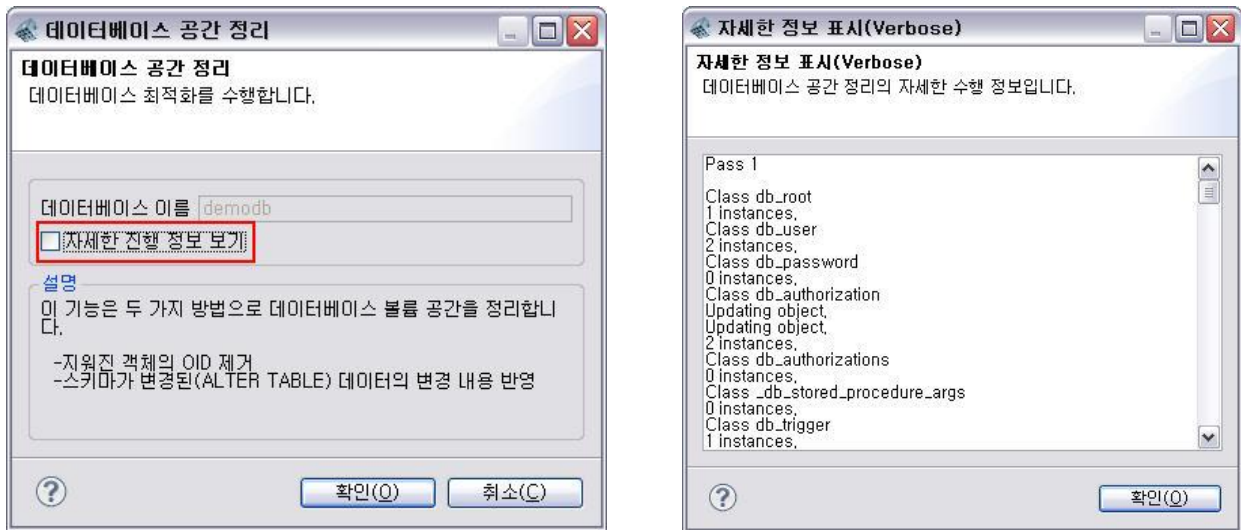 데이터베이스 공간 정리
데이터베이스 공간 정리
데이터베이스 최적화를 수행합니다.
데이터베이스 이름 demodb
자세한 진행 정보 보기
설명
이 기능은 두 가지 방법으로 데이터베이스 볼륨 공간을 정리합니
다.
-지워진 객체의 OID 제거
-스키마가 변경된(ALTER TABLE) 데이터의 변경 내용 반영
확인(O) 취소(C)
자세한 정보 표시(Verbose)
자세한 정보 표시(Verbose)
데이터베이스 공간 정리의 자세한 수행 정보입니다.
Pass 1
Class db_root
1 instances.
Class db_user
2 instances.
Class db_password
0 instances.
Class db_authorization
Updating object.
Updating object.
2 instances.
Class db_authorizations
0 instances.
Class _db_stored_procedure_args
0 instances.
Class db_trigger
1 instances.
확인(O)